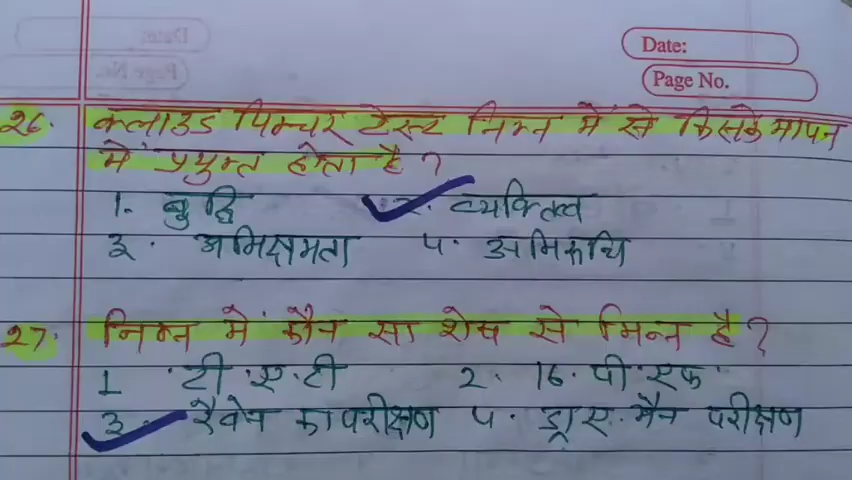 Date:
Page No.
26. क्लाउड पिक्चर टेस्ट निम्न में से किसके मापन
में प्रयुक्त होता है ?
1. बुद्धि 2. व्यक्तित्व
3. अभिक्षमता 4. अभिरुचि
27. निम्न में कौन सा शेष से भिन्न है ?
1 टी.ए.टी 2. 16.पी.एफ
3. रैवेन का परीक्षण 4. ड्रा.ए.मैन परीक्षण